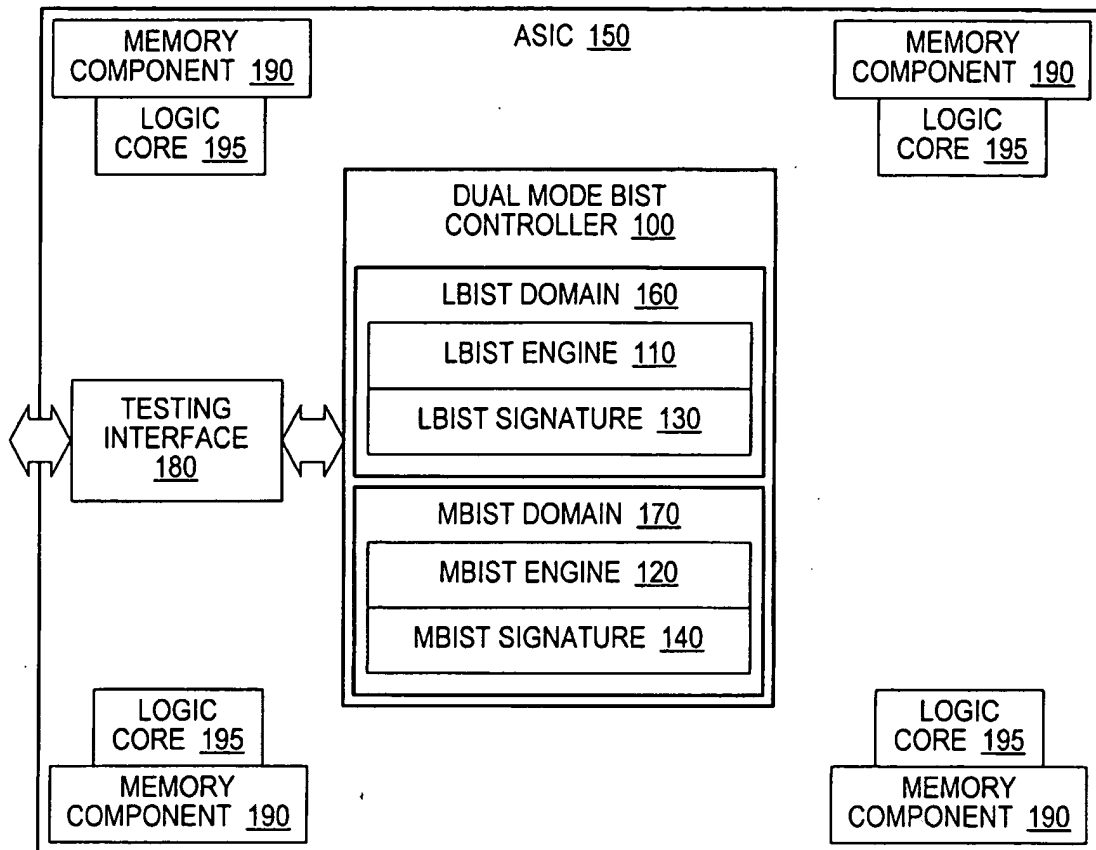 MEMORY
COMPONENT 190
LOGIC
CORE 195
ASIC 150
MEMORY
COMPONENT 190
LOGIC
CORE 195
DUAL MODE BIST
CONTROLLER 100
LBIST DOMAIN 160
LBIST ENGINE 110
LBIST SIGNATURE 130
TESTING
INTERFACE
180
MBIST DOMAIN 170
MBIST ENGINE 120
MBIST SIGNATURE 140
LOGIC
CORE 195
MEMORY
COMPONENT 190
LOGIC
CORE 195
MEMORY
COMPONENT 190